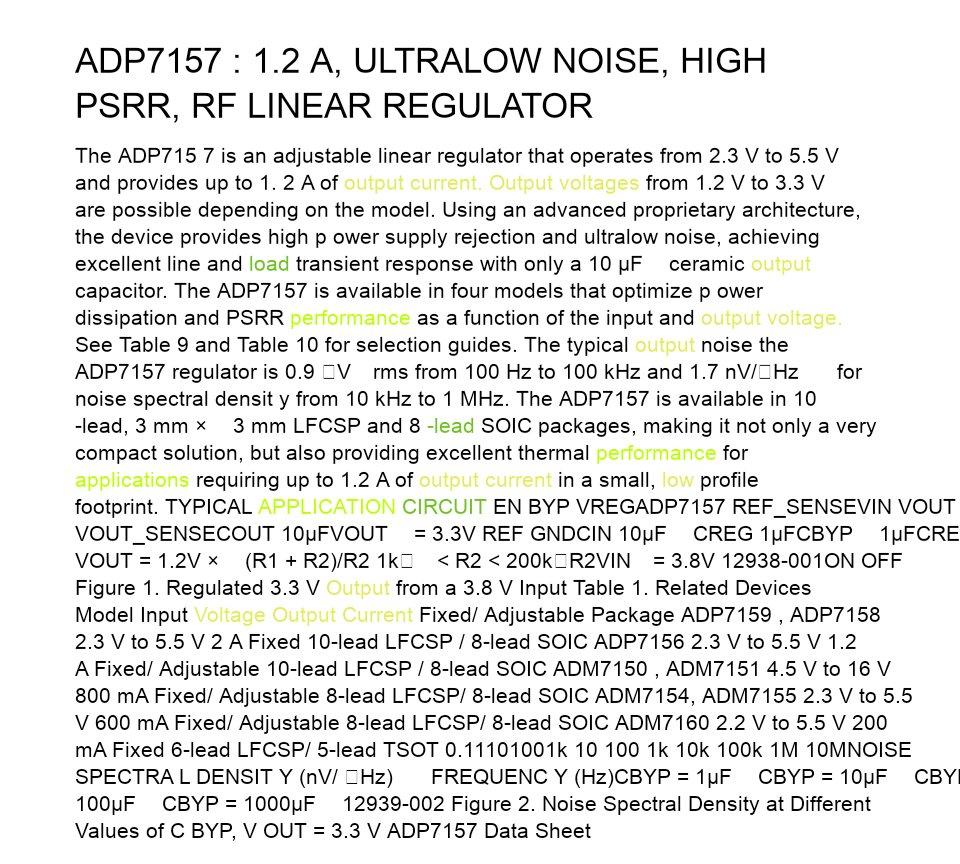 ADP7157 : 1.2 A, ULTRALOW NOISE, HIGH
PSRR, RF LINEAR REGULATOR
The ADP715 7 is an adjustable linear regulator that operates from 2.3 V to 5.5 V
and provides up to 1. 2 A of output current. Output voltages from 1.2 V to 3.3 V
are possible depending on the model. Using an advanced proprietary architecture,
the device provides high p ower supply rejection and ultralow noise, achieving
excellent line and load transient response with only a 10 µF ceramic output
capacitor. The ADP7157 is available in four models that optimize p ower
dissipation and PSRR performance as a function of the input and output voltage.
See Table 9 and Table 10 for selection guides. The typical output noise the
ADP7157 regulator is 0.9 □V rms from 100 Hz to 100 kHz and 1.7 nV/□Hz for
noise spectral densit y from 10 kHz to 1 MHz. The ADP7157 is available in 10
-lead, 3 mm × 3 mm LFCSP and 8 -lead SOIC packages, making it not only a very
compact solution, but also providing excellent thermal performance for
applications requiring up to 1.2 A of output current in a small, low profile
footprint. TYPICAL APPLICATION CIRCUIT EN BYP VREGADP7157 REF_SENSEVIN VOUT
VOUT_SENSECOUT 10µFVOUT = 3.3V REF GNDCIN 10µF CREG 1µFCBYP 1µFCRE
VOUT = 1.2V × (R1 + R2)/R2 1k□ < R2 < 200k□R2VIN = 3.8V 12938-001ON OFF
Figure 1. Regulated 3.3 V Output from a 3.8 V Input Table 1. Related Devices
Model Input Voltage Output Current Fixed/ Adjustable Package ADP7159 , ADP7158
2.3 V to 5.5 V 2 A Fixed 10-lead LFCSP / 8-lead SOIC ADP7156 2.3 V to 5.5 V 1.2
A Fixed/ Adjustable 10-lead LFCSP / 8-lead SOIC ADM7150 , ADM7151 4.5 V to 16 V
800 mA Fixed/ Adjustable 8-lead LFCSP/ 8-lead SOIC ADM7154, ADM7155 2.3 V to 5.5
V 600 mA Fixed/ Adjustable 8-lead LFCSP/ 8-lead SOIC ADM7160 2.2 V to 5.5 V 200
mA Fixed 6-lead LFCSP/ 5-lead TSOT 0.11101001k 10 100 1k 10k 100k 1M 10MNOISE
SPECTRA L DENSIT Y (nV/ □Hz) FREQUENC Y (Hz)CBYP = 1µF CBYP = 10µF CBY
100µF CBYP = 1000µF 12939-002 Figure 2. Noise Spectral Density at Different
Values of C BYP, V OUT = 3.3 V ADP7157 Data Sheet